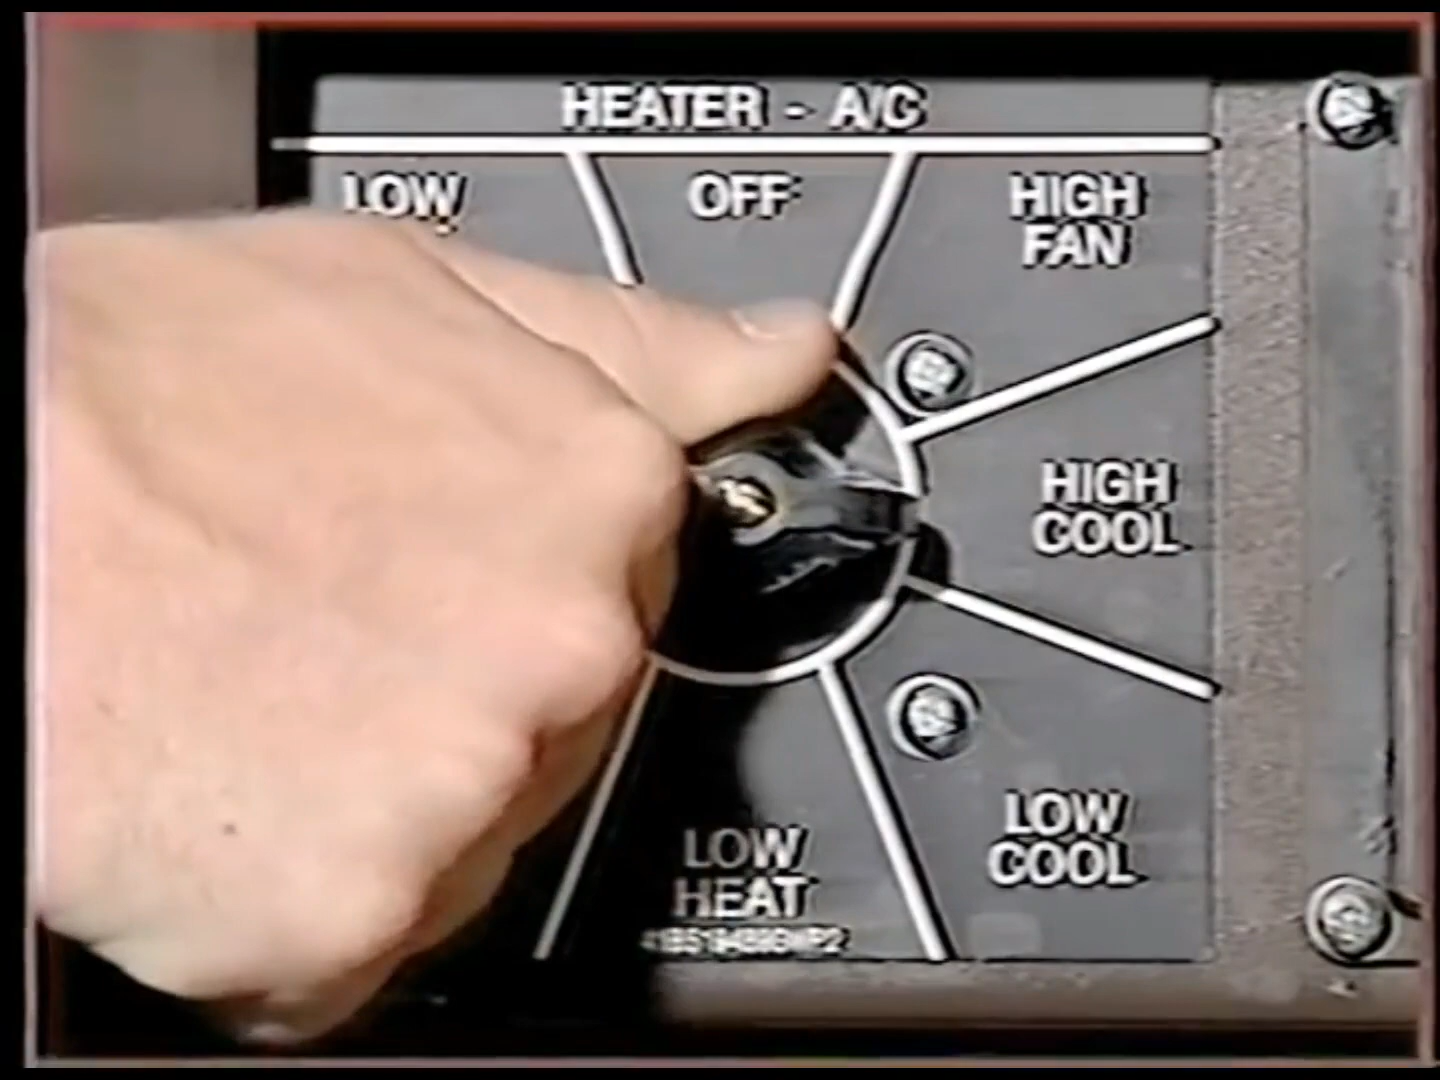 HEATER - A/C
LOW
OFF
HIGH
FAN
HIGH
COOL
LOW
COOL
LOW
HEAT